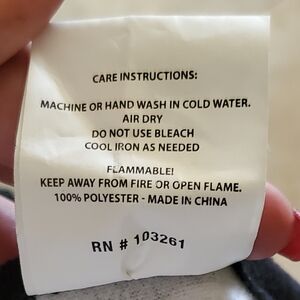 CARE INSTRUCTIONS:
MACHINE OR HAND WASH IN COLD WATER.
AIR DRY
DO NOT USE BLEACH
COOL IRON AS NEEDED
FLAMMABLE!
KEEP AWAY FROM FIRE OR OPEN FLAME.
100% POLYESTER - MADE IN CHINA
RN # 103261